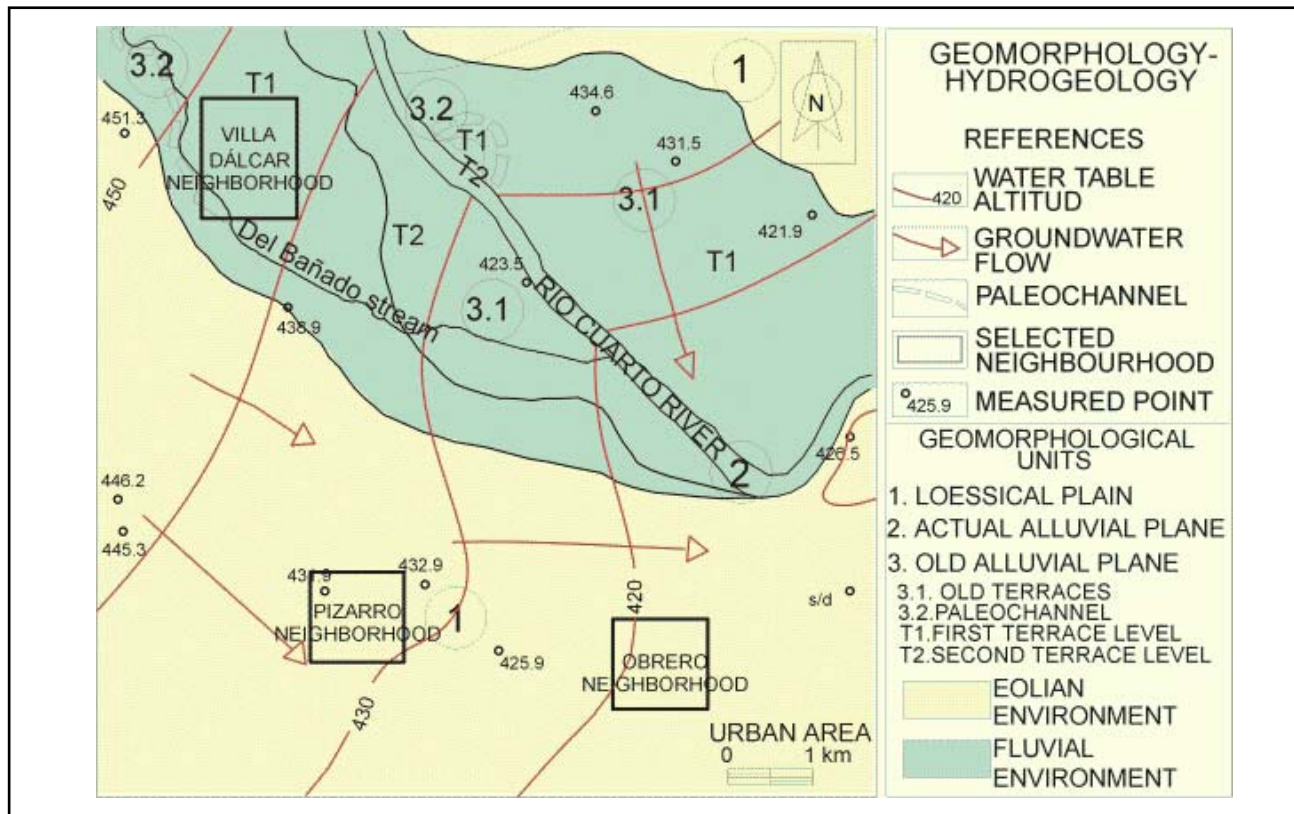 3.2
T1
1
N
451.3
VILLA
DÁLCAR
NEIGHBORHOOD
3.2
T1
T2
434.6
431.5
3.1
450
T2
421.9
T1
Del Bañado stream
423.5
3.1
RIO CUARTO RIVER
438.9
2
426.5
446.2
445.3
431.9
432.9
PIZARRO
NEIGHBORHOOD
1
420
s/d
425.9
OBRERO
NEIGHBORHOOD
430
URBAN AREA
0 1 km
GEOMORPHOLOGY-
HYDROGEOLOGY
REFERENCES
420
WATER TABLE
ALTITUD
GROUNDWATER
FLOW
PALEOCHANNEL
SELECTED
NEIGHBOURHOOD
425.9
MEASURED POINT
GEOMORPHOLOGICAL
UNITS
1. LOESSICAL PLAIN
2. ACTUAL ALLUVIAL PLANE
3. OLD ALLUVIAL PLANE
3.1. OLD TERRACES
3.2.PALEOCHANNEL
T1.FIRST TERRACE LEVEL
T2.SECOND TERRACE LEVEL
EOLIAN
ENVIRONMENT
FLUVIAL
ENVIRONMENT